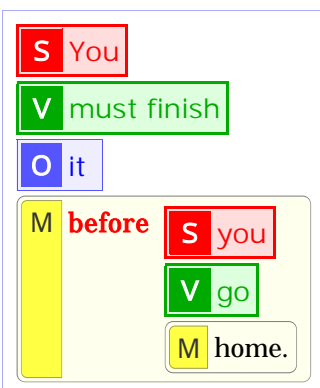 S You
V must finish
O it
M before S you
V go
M home.